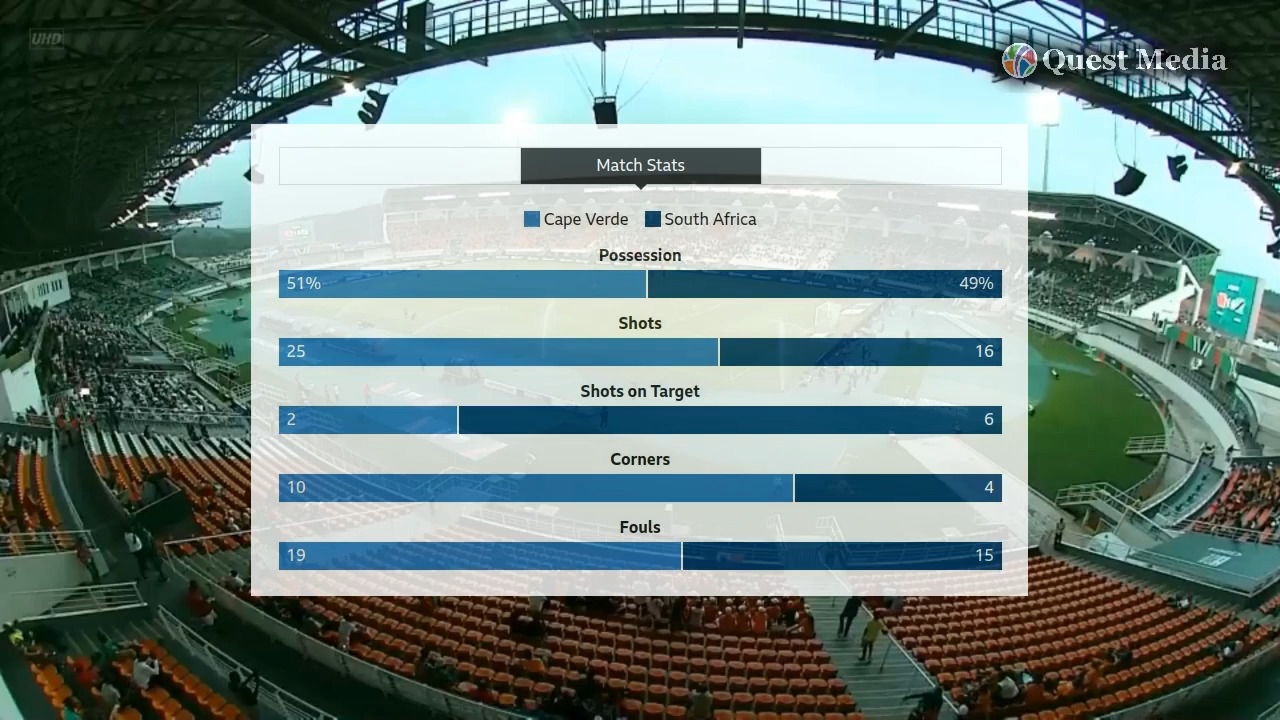 UHD
Quest Media
Match Stats
Cape Verde South Africa
Possession
51% 49%
Shots
25 16
Shots on Target
2 6
Corners
10 4
Fouls
19 15